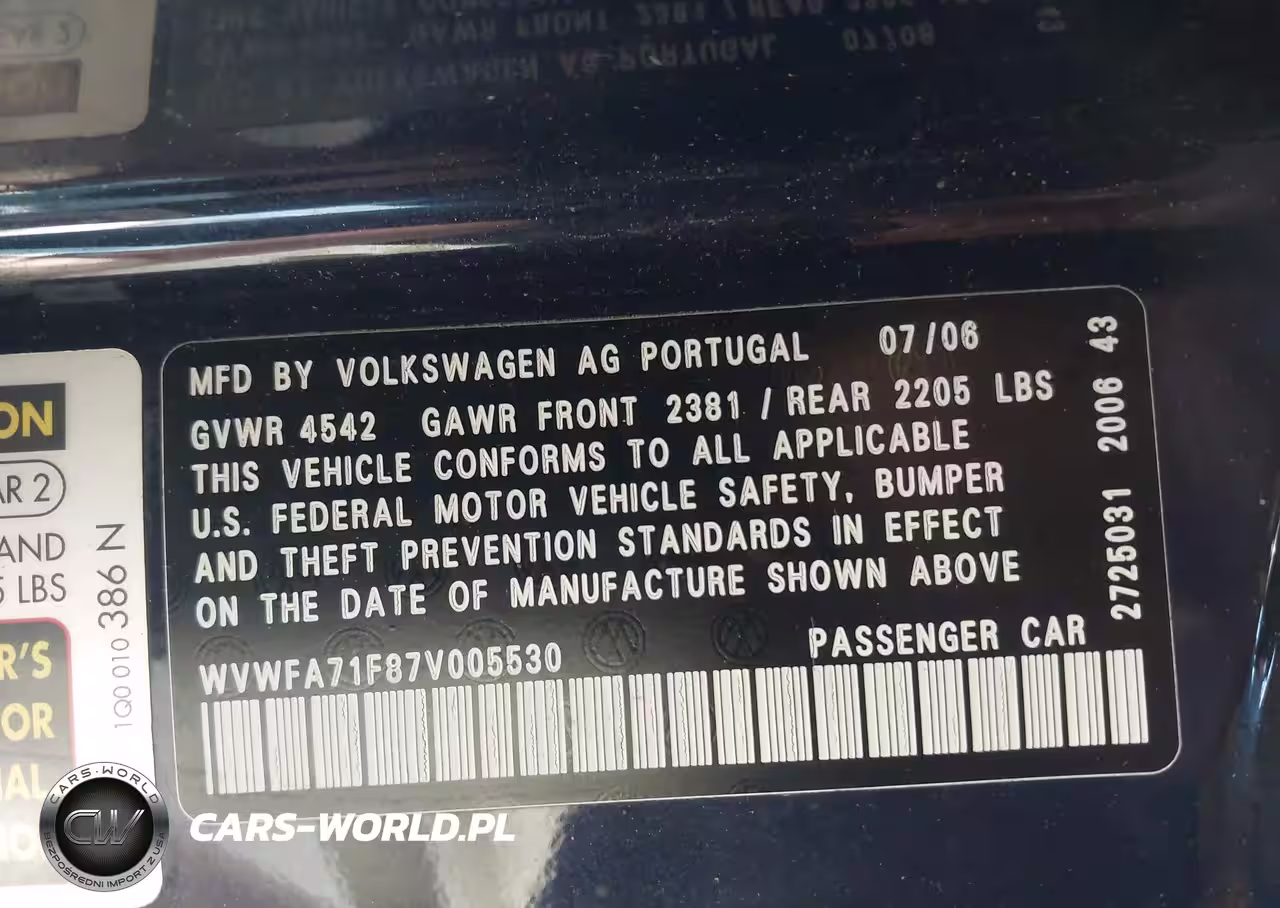 MFD BY VOLKSWAGEN AG PORTUGAL 07/06
GVWR 4542 GAWR FRONT 2381 / REAR 2205 LBS
THIS VEHICLE CONFORMS TO ALL APPLICABLE
U.S. FEDERAL MOTOR VEHICLE SAFETY, BUMPER
AND THEFT PREVENTION STANDARDS IN EFFECT
ON THE DATE OF MANUFACTURE SHOWN ABOVE
WVWFA71F87V005530 PASSENGER CAR
2725031 2006 43
ON
AR 2)
AND
5 LBS
R'S
OR
AL
1Q0 010 386 N
CARS-WORLD
CW
BEZPOŚREDNI IMPORT Z USA
CARS-WORLD.PL